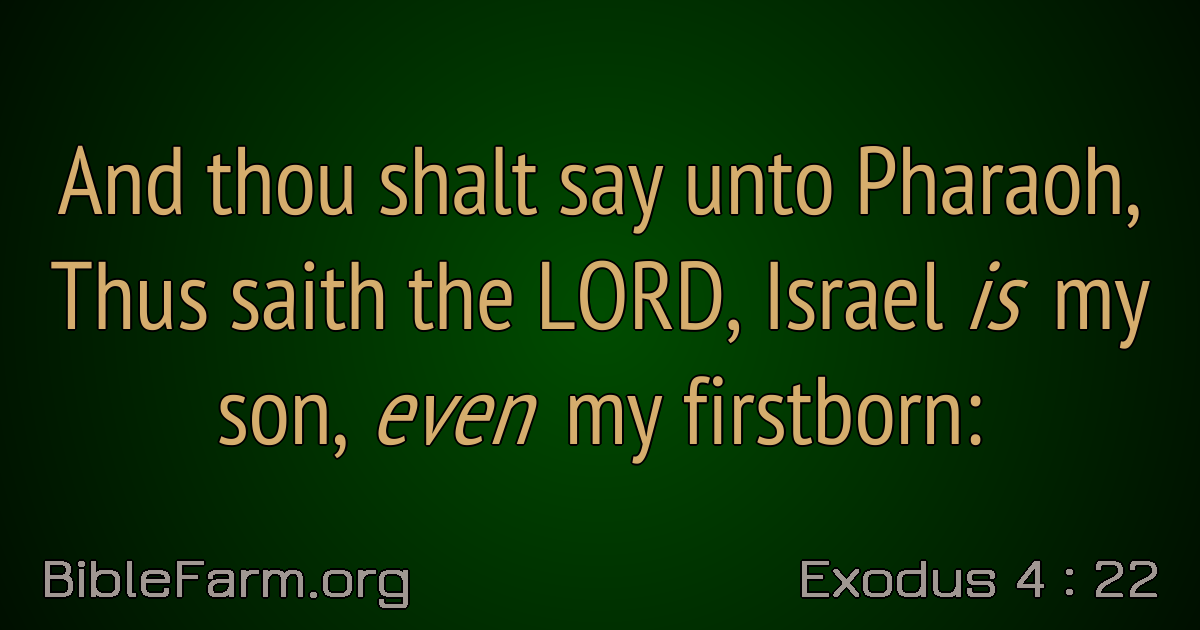 And thou shalt say unto Pharaoh,
Thus saith the LORD, Israel is my
son, even my firstborn:
BibleFarm.org
Exodus 4 : 22